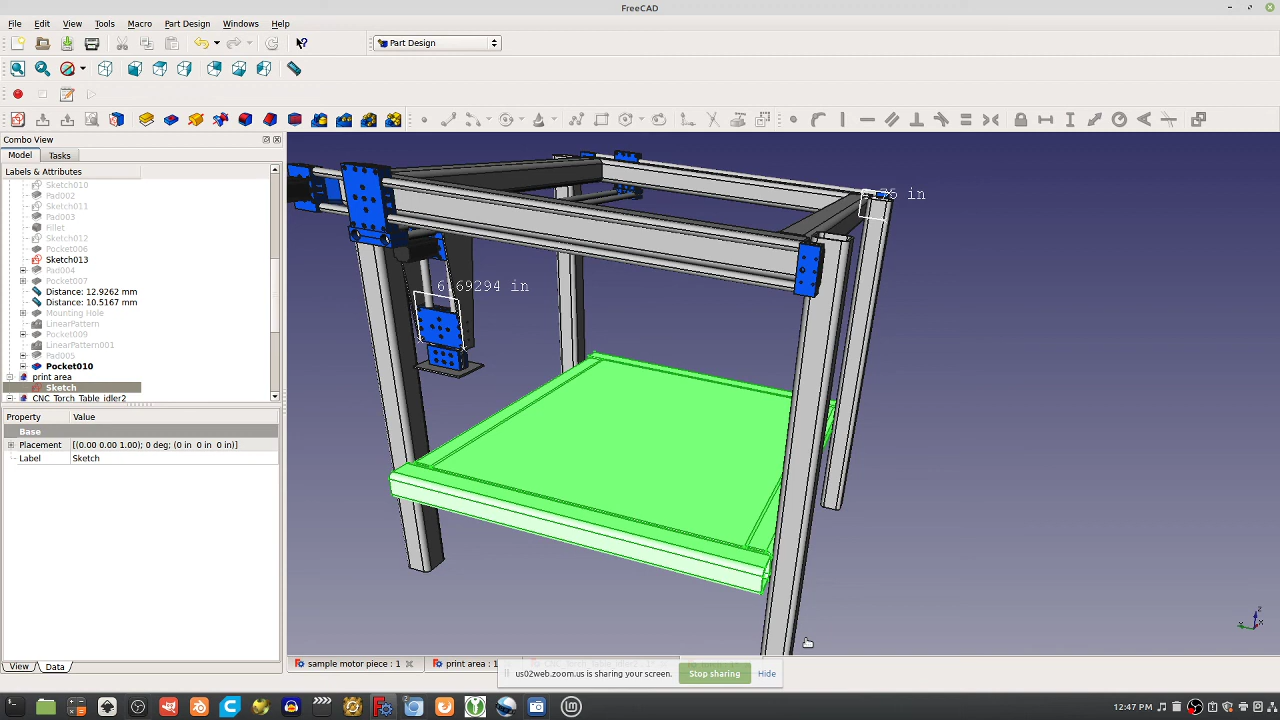 FreeCAD
File Edit View Tools Macro Part Design Windows Help
Part Design
Combo View
Model Tasks
Labels & Attributes
Sketch010
Pad002
Sketch011
Pad003
Fillet
Sketch012
Pocket006
Sketch013
Pad004
Pocket007
Distance: 12.9262 mm
Distance: 10.5167 mm
Mounting Hole
LinearPattern
Pocket009
LinearPattern001
Pad005
Pocket010
print area
Sketch
CNC_Torch_Table_idler2
Property Value
Base
Placement [(0.00 0.00 1.00); 0 deg; (0 in 0 in 0 in)]
Label Sketch
View Data
in
6.69294 in
sample motor piece : 1
print area : 1
us02web.zoom.us is sharing your screen.
Stop sharing
Hide
12:47 PM